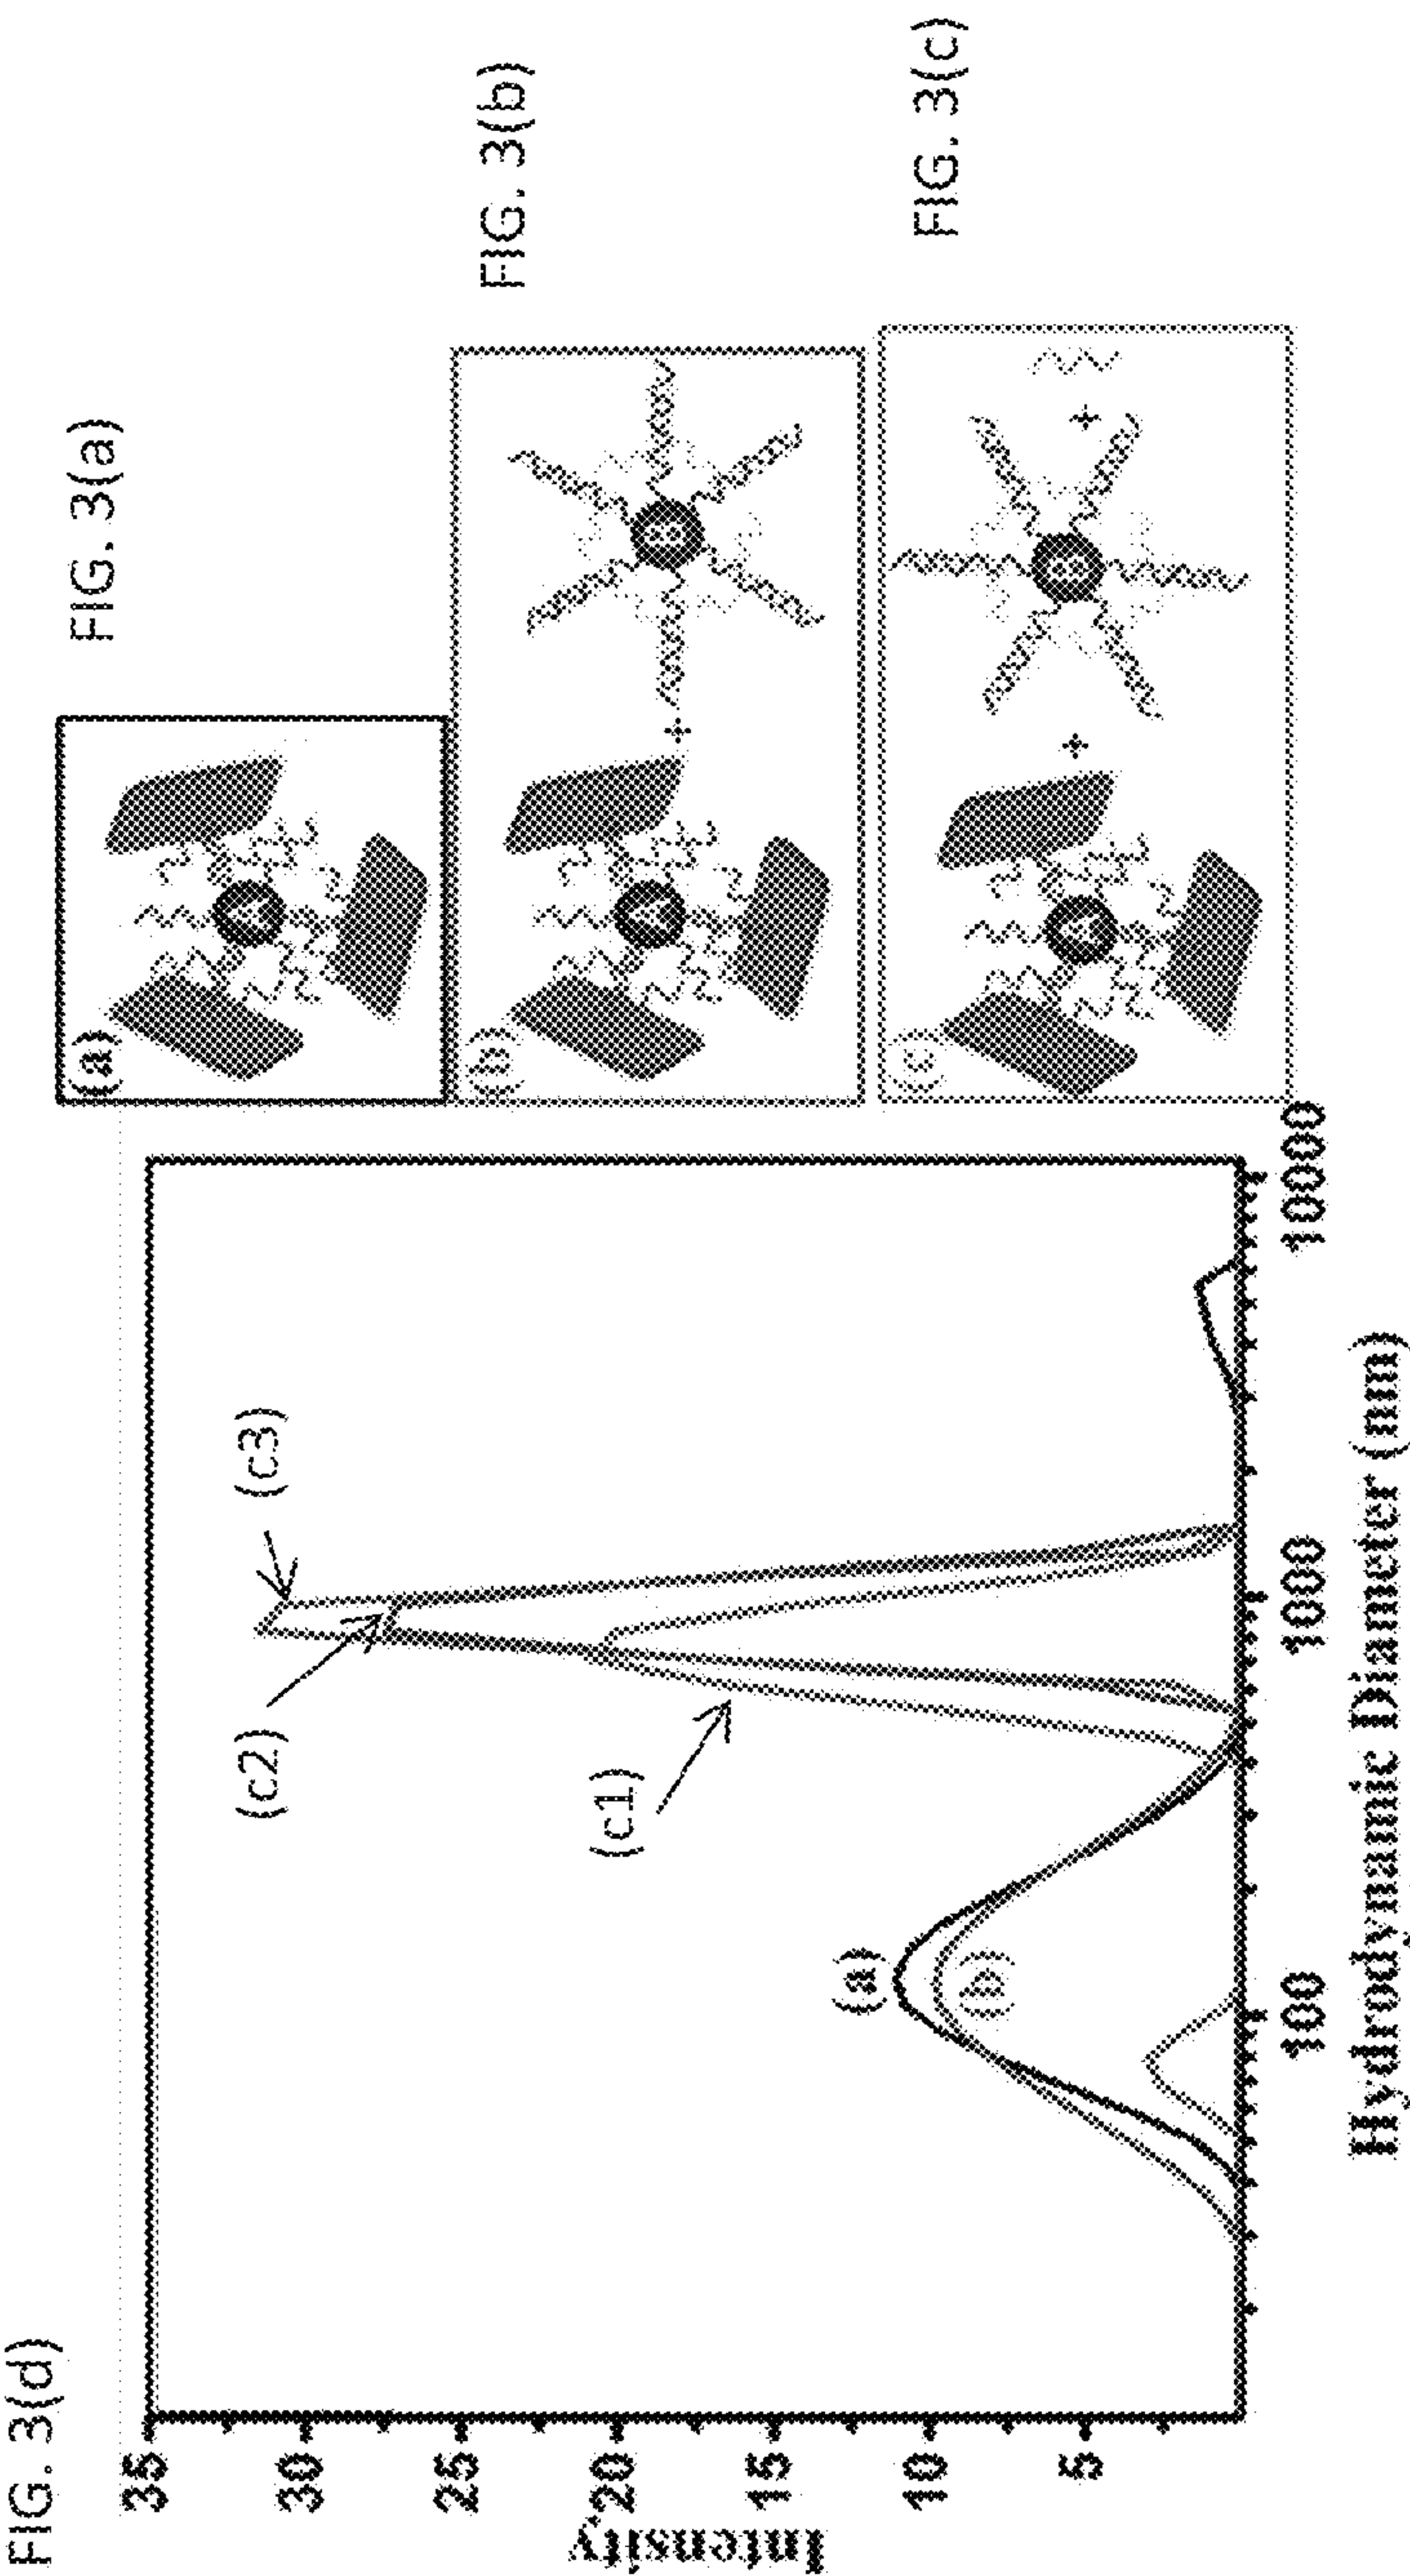 FIG. 3(d)
Intensity
35
30
25
20
15
10
5
(c2)
(c3)
(c1)
(a)
(b)
100
1000
10000
Hydrodynamic Diameter (nm)
(a)
A
FIG. 3(a)
(b)
A
+
B
FIG. 3(b)
(c)
A
+
B
+
FIG. 3(c)